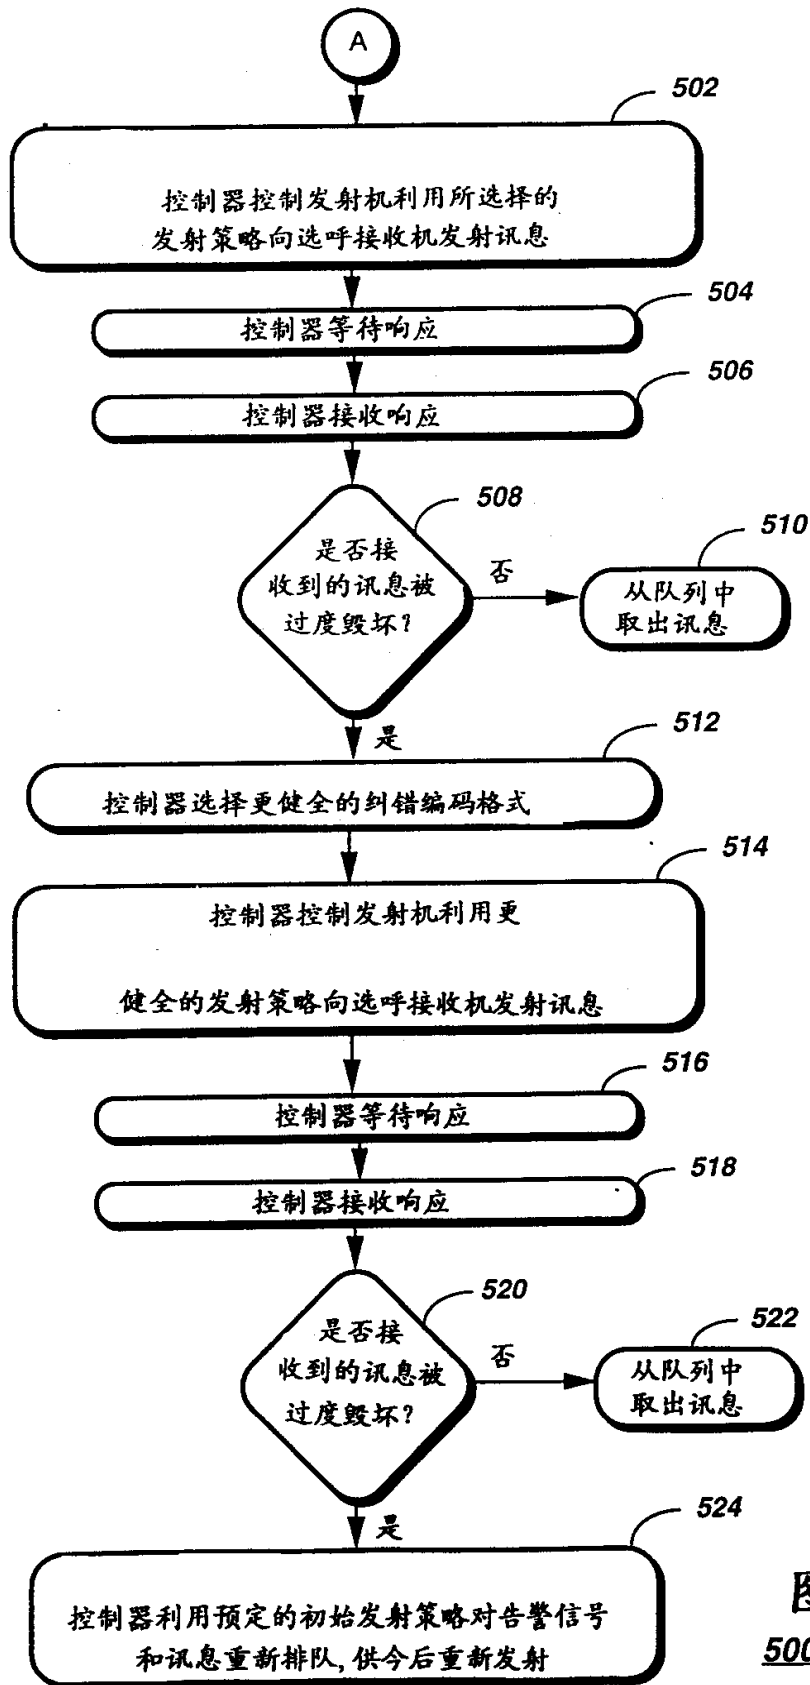 A
502
控制器控制发射机利用所选择的
发射策略向选呼接收机发射讯息
504
控制器等待响应
506
控制器接收响应
508
是否接
收到的讯息被
过度毁坏?
否
510
从队列中
取出讯息
是
512
控制器选择更健全的纠错编码格式
514
控制器控制发射机利用更
健全的发射策略向选呼接收机发射讯息
516
控制器等待响应
518
控制器接收响应
520
是否接
收到的讯息被
过度毁坏?
否
522
从队列中
取出讯息
是
524
控制器利用预定的初始发射策略对告警信号
和讯息重新排队,供今后重新发射
图
500